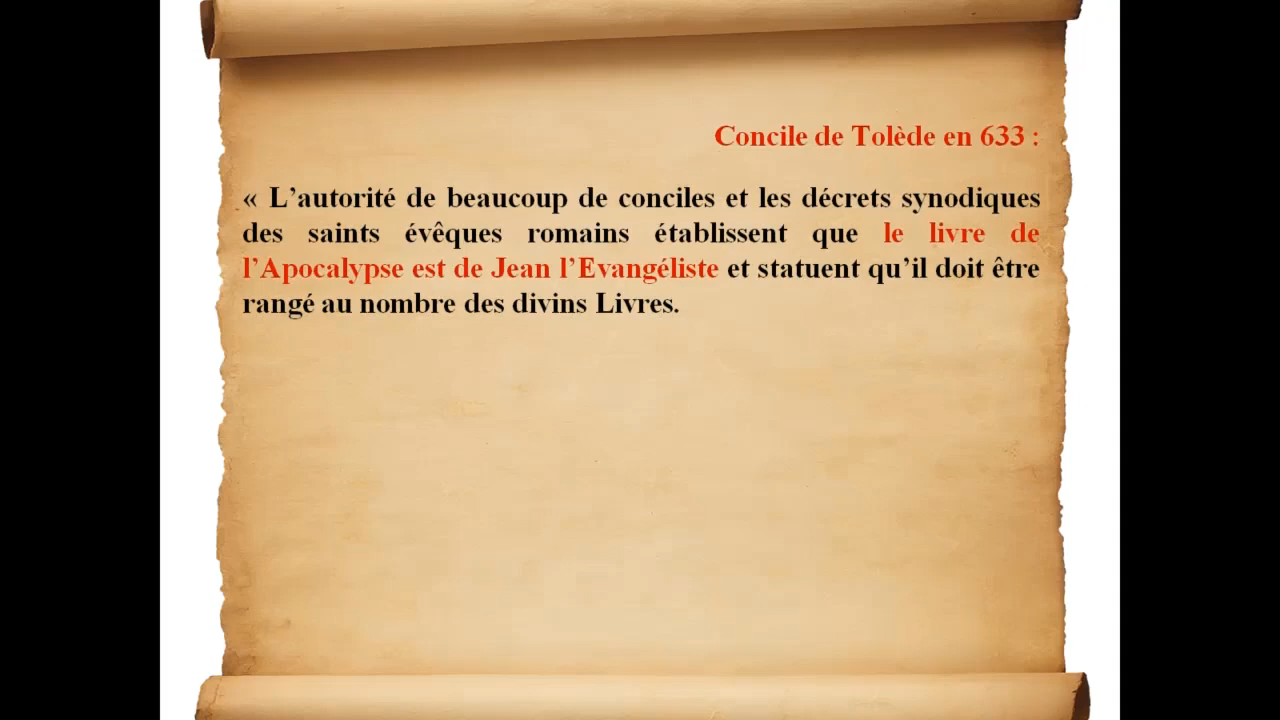 Concile de Tolède en 633 :
« L’autorité de beaucoup de conciles et les décrets synodiques
des saints évêques romains établissent que le livre de
l’Apocalypse est de Jean l’Evangéliste et statuent qu’il doit être
rangé au nombre des divins Livres.